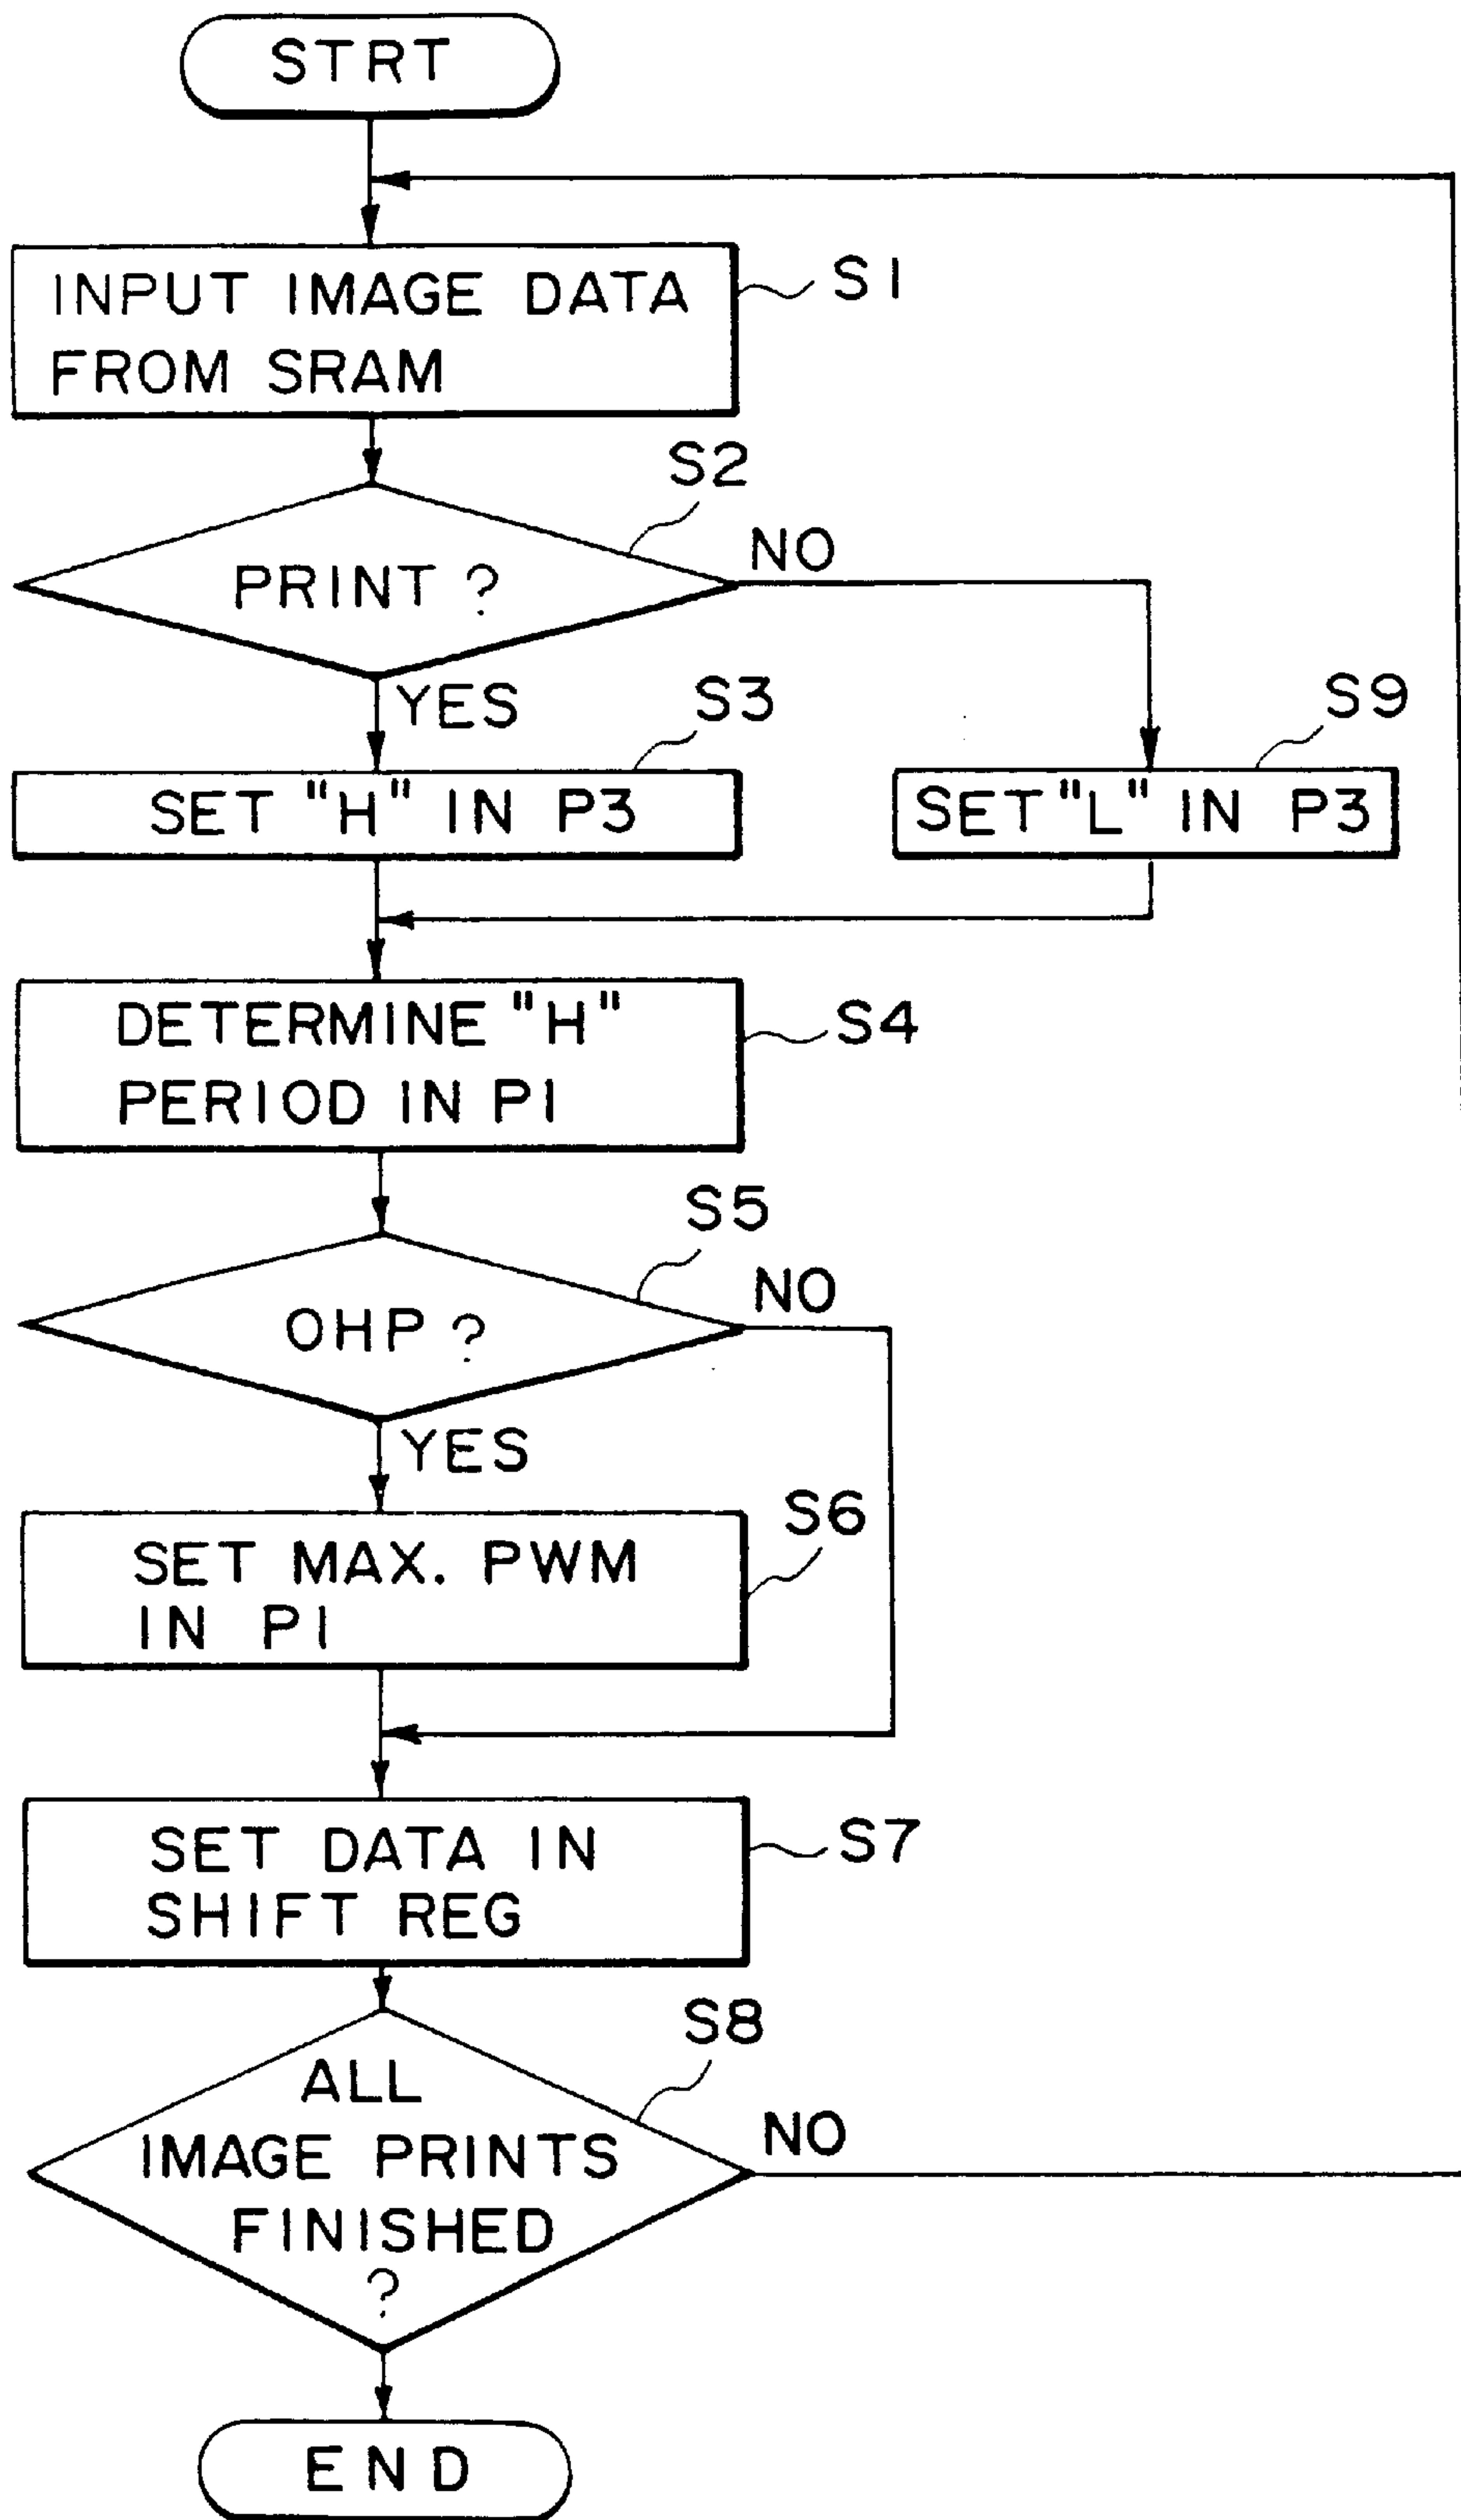 STRT
INPUT IMAGE DATA
FROM SRAM
S1
S2
PRINT ?
NO
YES
S3
SET "H" IN P3
S9
SET "L" IN P3
DETERMINE "H"
PERIOD IN P1
S4
S5
OHP ?
NO
YES
S6
SET MAX. PWM
IN P1
SET DATA IN
SHIFT REG
S7
S8
ALL
IMAGE PRINTS
FINISHED
?
NO
END